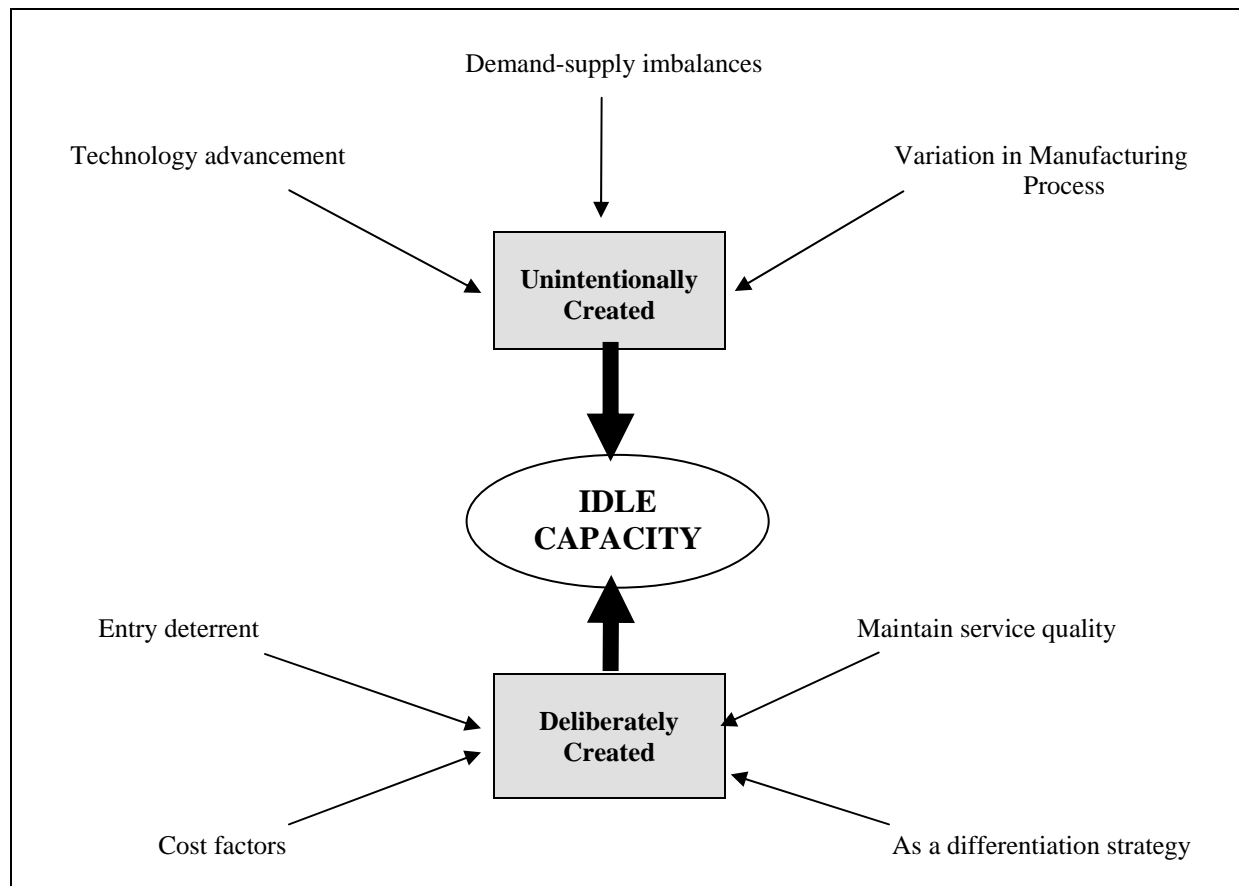 Demand-supply imbalances
Technology advancement
Variation in Manufacturing
Process
Unintentionally
Created
IDLE
CAPACITY
Entry deterrent
Maintain service quality
Deliberately
Created
Cost factors
As a differentiation strategy